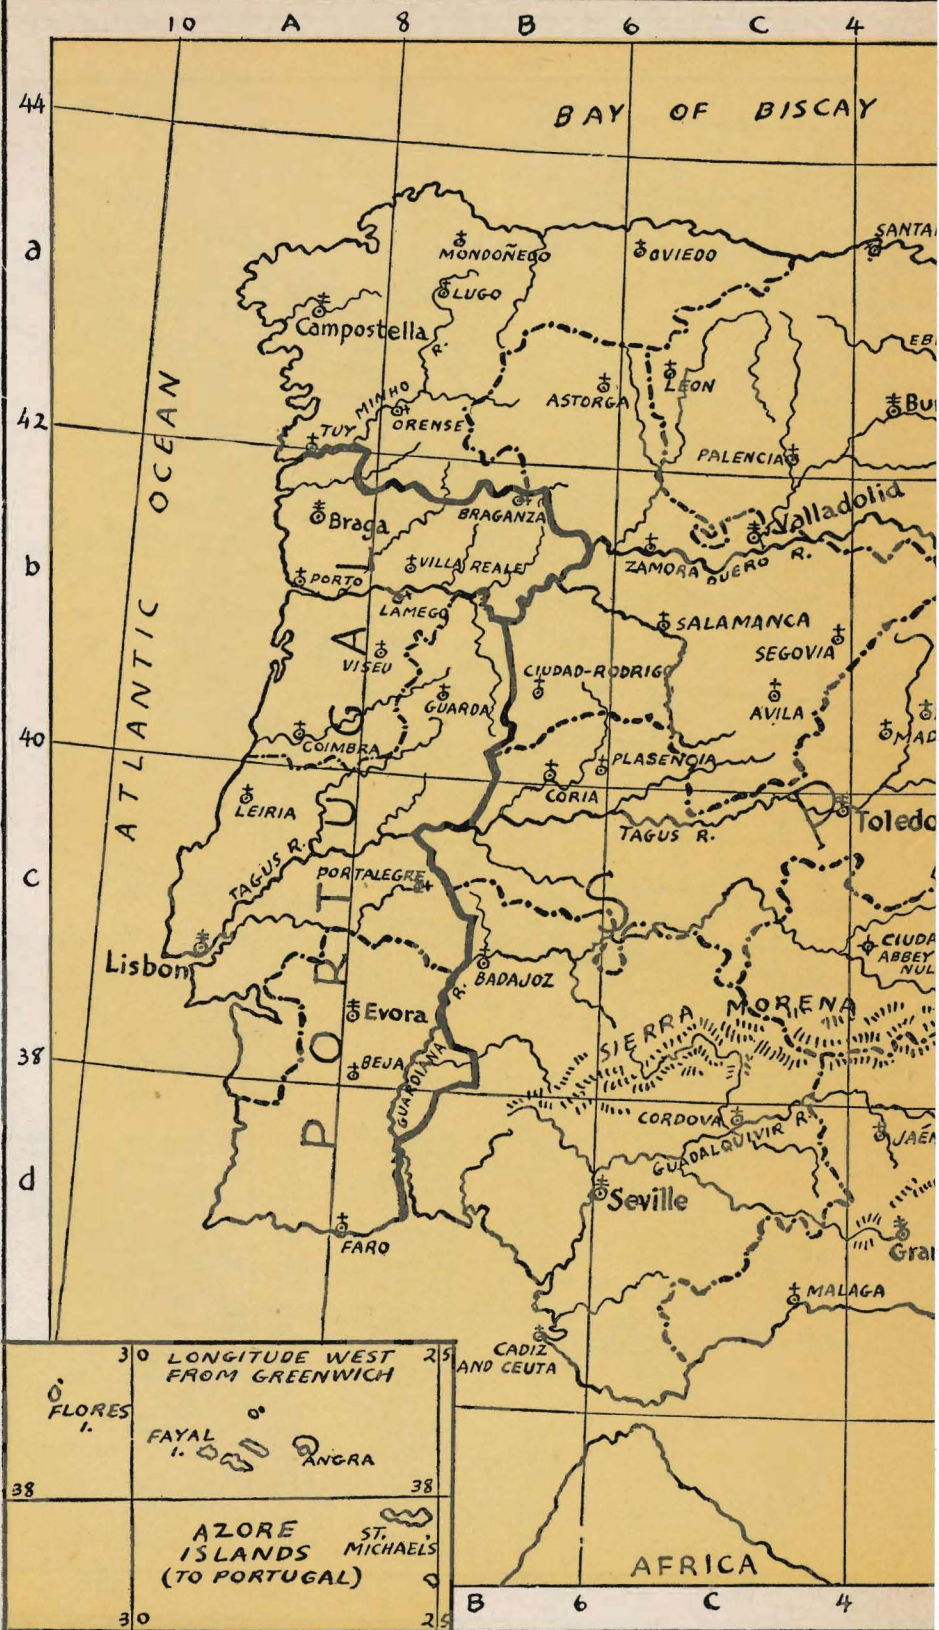 10 A 8 B 6 C 4
44
BAY OF BISCAY
a
MONDOÑEDO
OVIEDO
LUGO
Campostella
R.
LEON
ASTORGA
MINHO
ORENSE
42
TUY
PALENCIA
Valladolid
Braga
BRAGANZA
b
PORTO
VILLA REALE
ZAMORA
DUERO R.
LAMEGO
SALAMANCA
SEGOVIA
VISEU
CIUDAD-RODRIGO
GUARDA
AVILA
40
COIMBRA
PLASENCIA
CORIA
LEIRIA
TAGUS R.
Toledo
ATLANTIC OCEAN
PORTUGAL
C
TAGUS R.
PORTALEGRE
Lisbon
BADAJOZ
ABBEY
R.
Evora
SIERRA MORENA
38
BEJA
GUARDIANA
CORDOVA
GUADALQUIVIR R.
d
Seville
FARO
MALAGA
CADIZ
AND CEUTA
30 LONGITUDE WEST 25
FROM GREENWICH
FLORES
I.
FAYAL
I.
ANGRA
38 38
AZORE
ISLANDS
(TO PORTUGAL)
ST.
MICHAEL'S
30 25
AFRICA
B 6 C 4